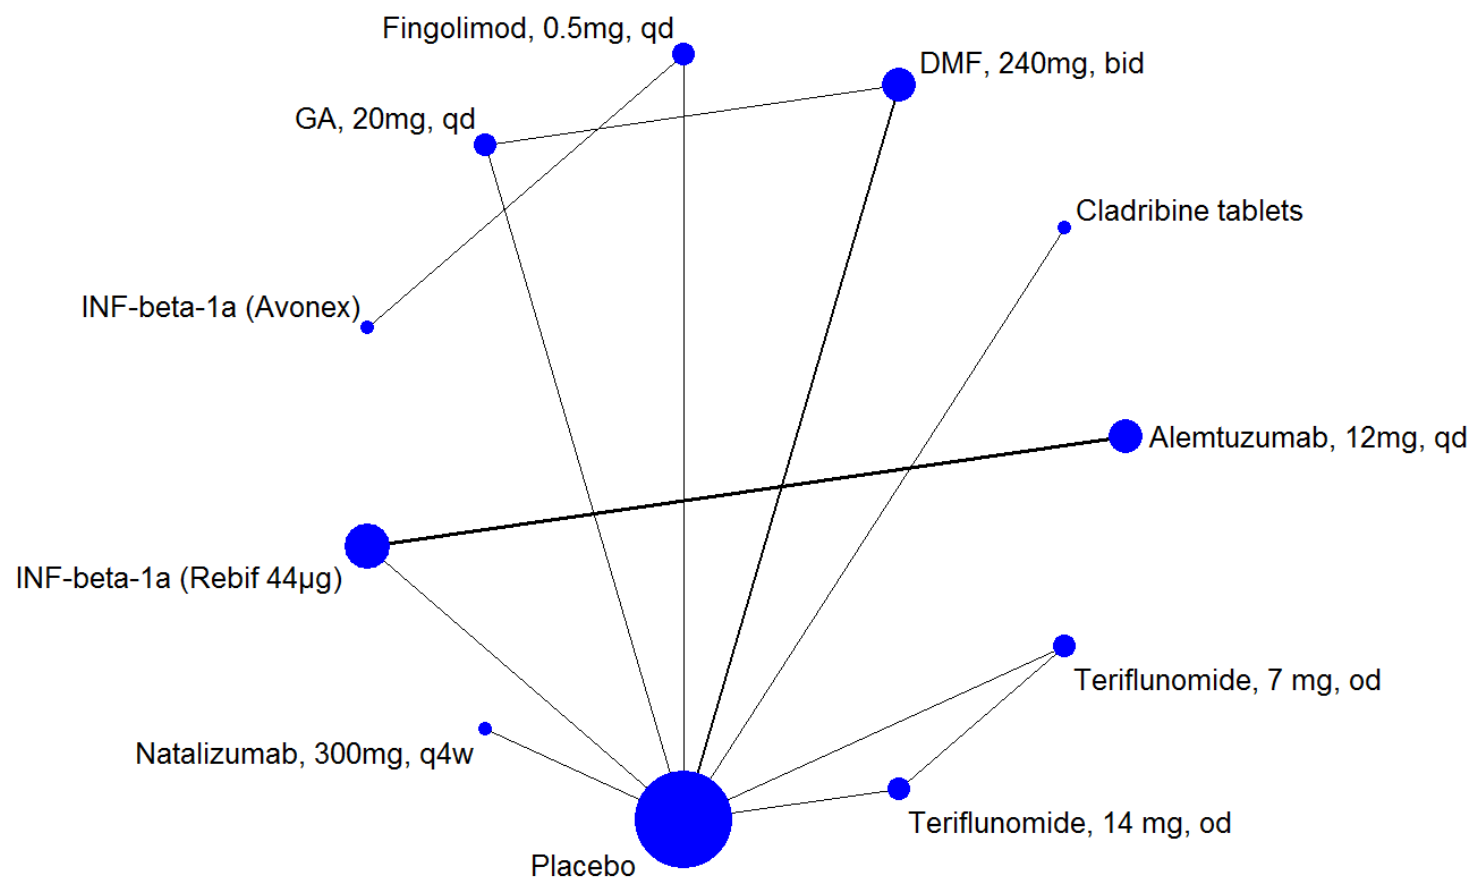 Fingolimod, 0.5mg, qd
DMF, 240mg, bid
GA, 20mg, qd
Cladribine tablets
INF-beta-1a (Avonex)
Alemtuzumab, 12mg, qd
INF-beta-1a (Rebif 44µg)
Teriflunomide, 7 mg, od
Natalizumab, 300mg, q4w
Teriflunomide, 14 mg, od
Placebo